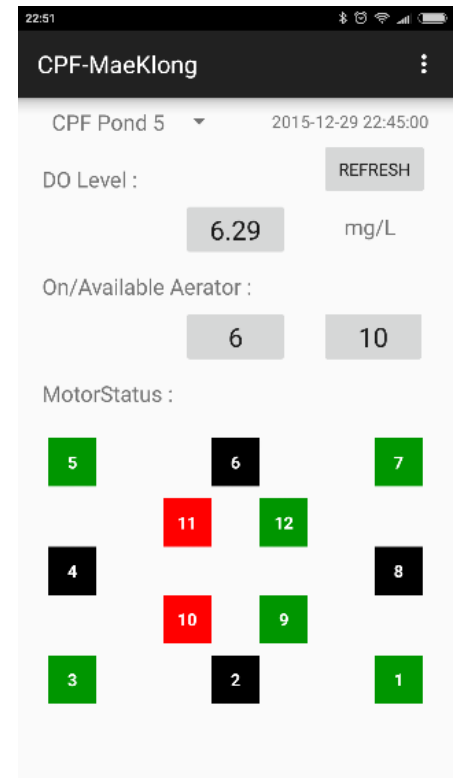 22:51
CPF-MaeKlong
CPF Pond 5 2015-12-29 22:45:00
REFRESH
DO Level :
6.29 mg/L
On/Available Aerator :
6 10
MotorStatus :
5 6 7
11 12
4 8
10 9
3 2 1